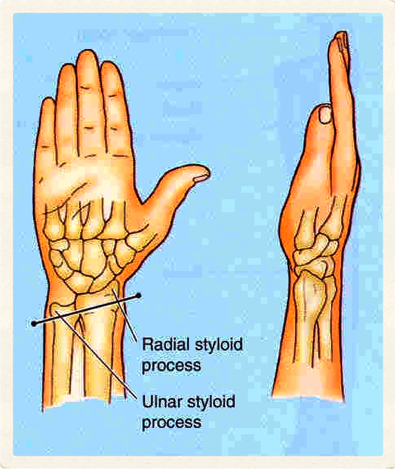 Radial styloid
process
Ulnar styloid
process